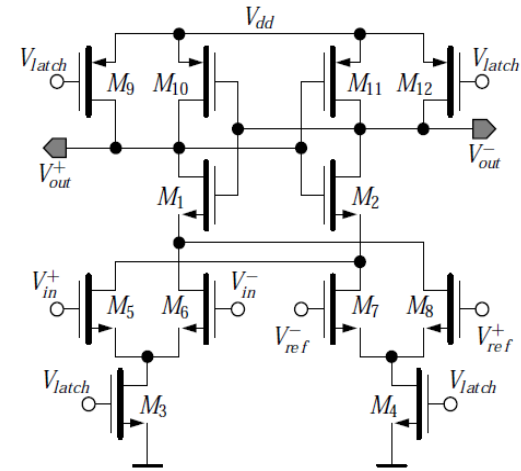 V_dd
V_latch M_9 M_10 M_11 M_12 V_latch
V_out^+ V_out^-
M_1 M_2
V_in^+ M_5 M_6 V_in^- M_7 M_8
V_ref^- V_ref^+
V_latch M_3 M_4 V_latch